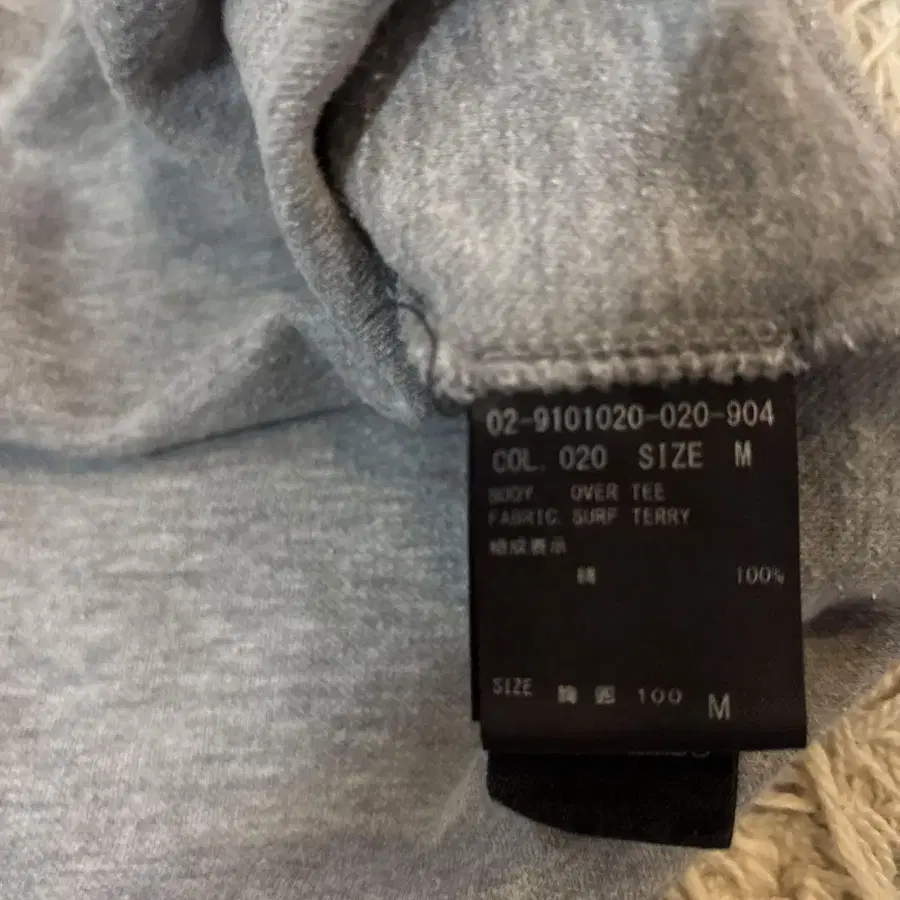 02-9101020-020-904
COL. 020 SIZE M
BODY. OVER TEE
FABRIC. SURF TERRY
組成表示
綿 100%
SIZE 胸囲 100 M